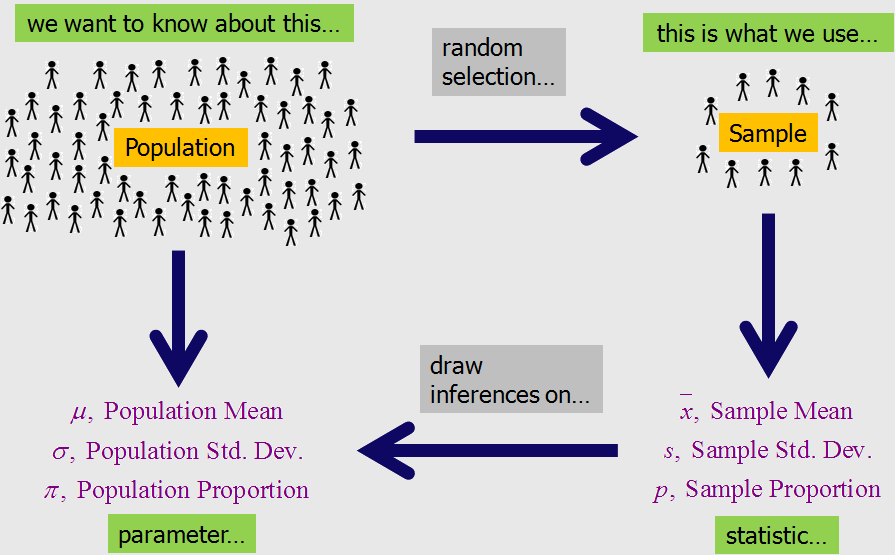 we want to know about this…
random
selection…
this is what we use…
Population
Sample
draw
inferences on…
μ, Population Mean
σ, Population Std. Dev.
π, Population Proportion
parameter…
x̄, Sample Mean
s, Sample Std. Dev.
p, Sample Proportion
statistic…